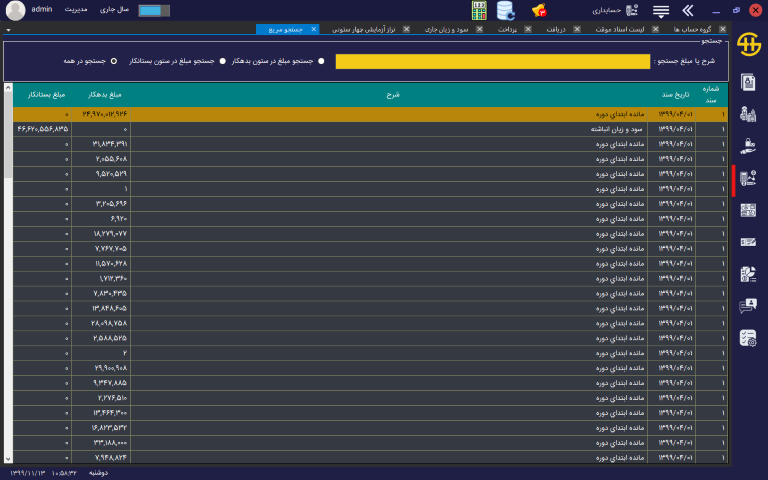 admin مدیریت سال جاری حسابداری
گروه حساب ها لیست اسناد موقت دریافت پرداخت سود و زیان جاری تراز آزمایشی چهار ستونی جستجو سریع
جستجو
شرح یا مبلغ جستجو : جستجو مبلغ در ستون بدهکار جستجو مبلغ در ستون بستانکار جستجو در همه
شماره سند تاریخ سند شرح مبلغ بدهکار مبلغ بستانکار
۱ ۱۳۹۹/۰۴/۰۱ مانده ابتدای دوره ۲۴,۹۷۰,۰۱۲,۹۲۶ ۰
۱ ۱۳۹۹/۰۴/۰۱ سود و زیان انباشته ۰ ۴۶,۶۲۰,۵۵۶,۸۳۵
۱ ۱۳۹۹/۰۴/۰۱ مانده ابتدای دوره ۳۱,۸۳۴,۳۹۱ ۰
۱ ۱۳۹۹/۰۴/۰۱ مانده ابتدای دوره ۲,۰۵۵,۶۰۸ ۰
۱ ۱۳۹۹/۰۴/۰۱ مانده ابتدای دوره ۹,۵۲۰,۵۲۹ ۰
۱ ۱۳۹۹/۰۴/۰۱ مانده ابتدای دوره ۱ ۰
۱ ۱۳۹۹/۰۴/۰۱ مانده ابتدای دوره ۳,۲۰۵,۶۹۶ ۰
۱ ۱۳۹۹/۰۴/۰۱ مانده ابتدای دوره ۶,۹۲۰ ۰
۱ ۱۳۹۹/۰۴/۰۱ مانده ابتدای دوره ۱۸,۲۷۹,۰۷۷ ۰
۱ ۱۳۹۹/۰۴/۰۱ مانده ابتدای دوره ۷,۷۶۷,۷۰۵ ۰
۱ ۱۳۹۹/۰۴/۰۱ مانده ابتدای دوره ۱۱,۵۷۰,۶۲۸ ۰
۱ ۱۳۹۹/۰۴/۰۱ مانده ابتدای دوره ۱,۷۱۲,۳۶۰ ۰
۱ ۱۳۹۹/۰۴/۰۱ مانده ابتدای دوره ۷,۸۳۰,۴۳۵ ۰
۱ ۱۳۹۹/۰۴/۰۱ مانده ابتدای دوره ۱۳,۸۴۸,۶۰۵ ۰
۱ ۱۳۹۹/۰۴/۰۱ مانده ابتدای دوره ۲۸,۰۹۸,۷۵۸ ۰
۱ ۱۳۹۹/۰۴/۰۱ مانده ابتدای دوره ۲,۵۸۸,۵۲۵ ۰
۱ ۱۳۹۹/۰۴/۰۱ مانده ابتدای دوره ۲ ۰
۱ ۱۳۹۹/۰۴/۰۱ مانده ابتدای دوره ۲۹,۹۰۰,۹۰۸ ۰
۱ ۱۳۹۹/۰۴/۰۱ مانده ابتدای دوره ۹,۳۴۷,۸۸۵ ۰
۱ ۱۳۹۹/۰۴/۰۱ مانده ابتدای دوره ۲,۲۷۶,۵۱۰ ۰
۱ ۱۳۹۹/۰۴/۰۱ مانده ابتدای دوره ۱۳,۴۶۴,۳۰۰ ۰
۱ ۱۳۹۹/۰۴/۰۱ مانده ابتدای دوره ۱۶,۸۲۳,۵۳۲ ۰
۱ ۱۳۹۹/۰۴/۰۱ مانده ابتدای دوره ۳۳,۱۸۸,۰۰۰ ۰
۱ ۱۳۹۹/۰۴/۰۱ مانده ابتدای دوره ۷,۹۴۸,۸۲۴ ۰
دوشنبه ۱۰:۵۸:۳۲ ۱۳۹۹/۱۱/۱۳